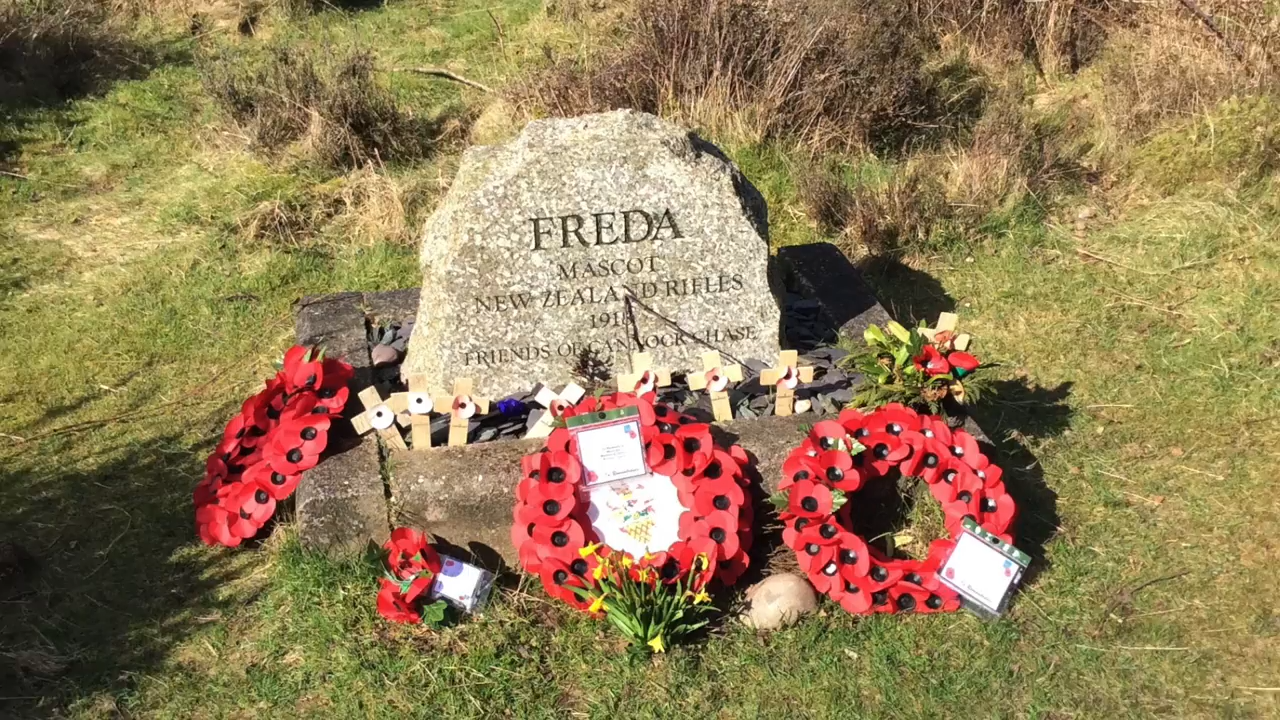 FREDA
MASCOT
NEW ZEALAND RIFLES
1918
FRIENDS OF CANNOCK CHASE